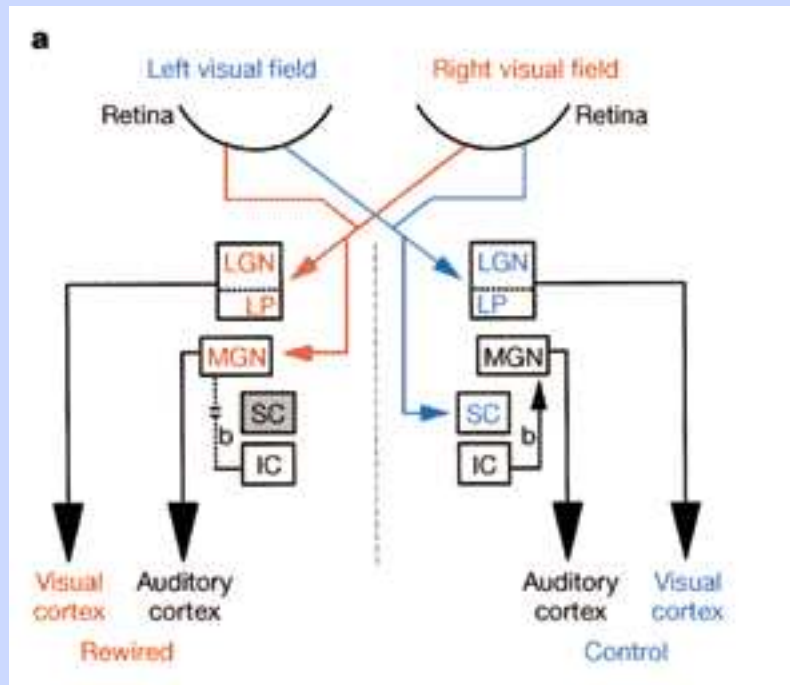 a
Left visual field
Right visual field
Retina
Retina
LGN
LP
LGN
LP
MGN
MGN
SC
SC
b
b
IC
IC
Visual
cortex
Auditory
cortex
Auditory
cortex
Visual
cortex
Rewired
Control